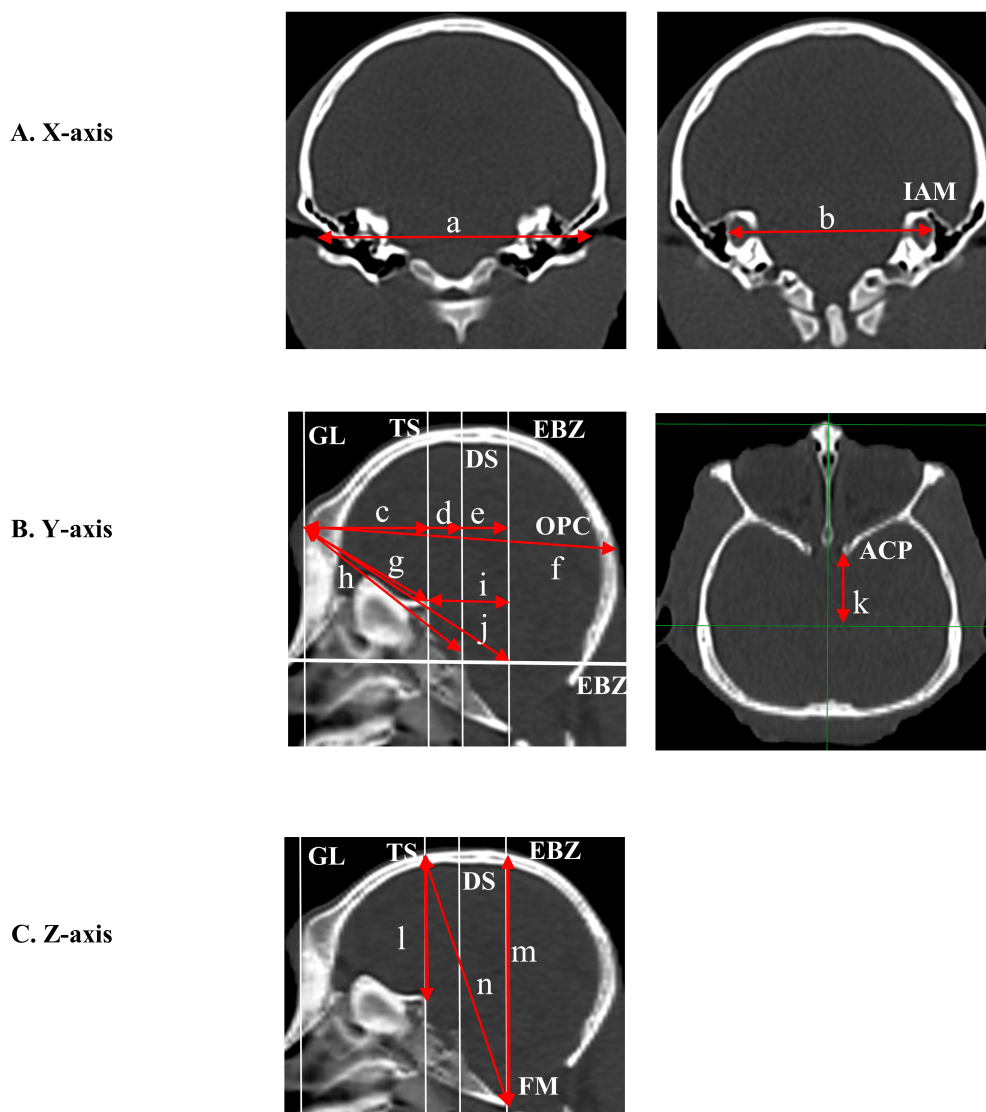 A. X-axis
a
IAM
b
B. Y-axis
GL
TS
EBZ
DS
c
d
e
OPC
f
g
h
i
j
EBZ
ACP
k
C. Z-axis
GL
TS
EBZ
DS
l
m
n
FM